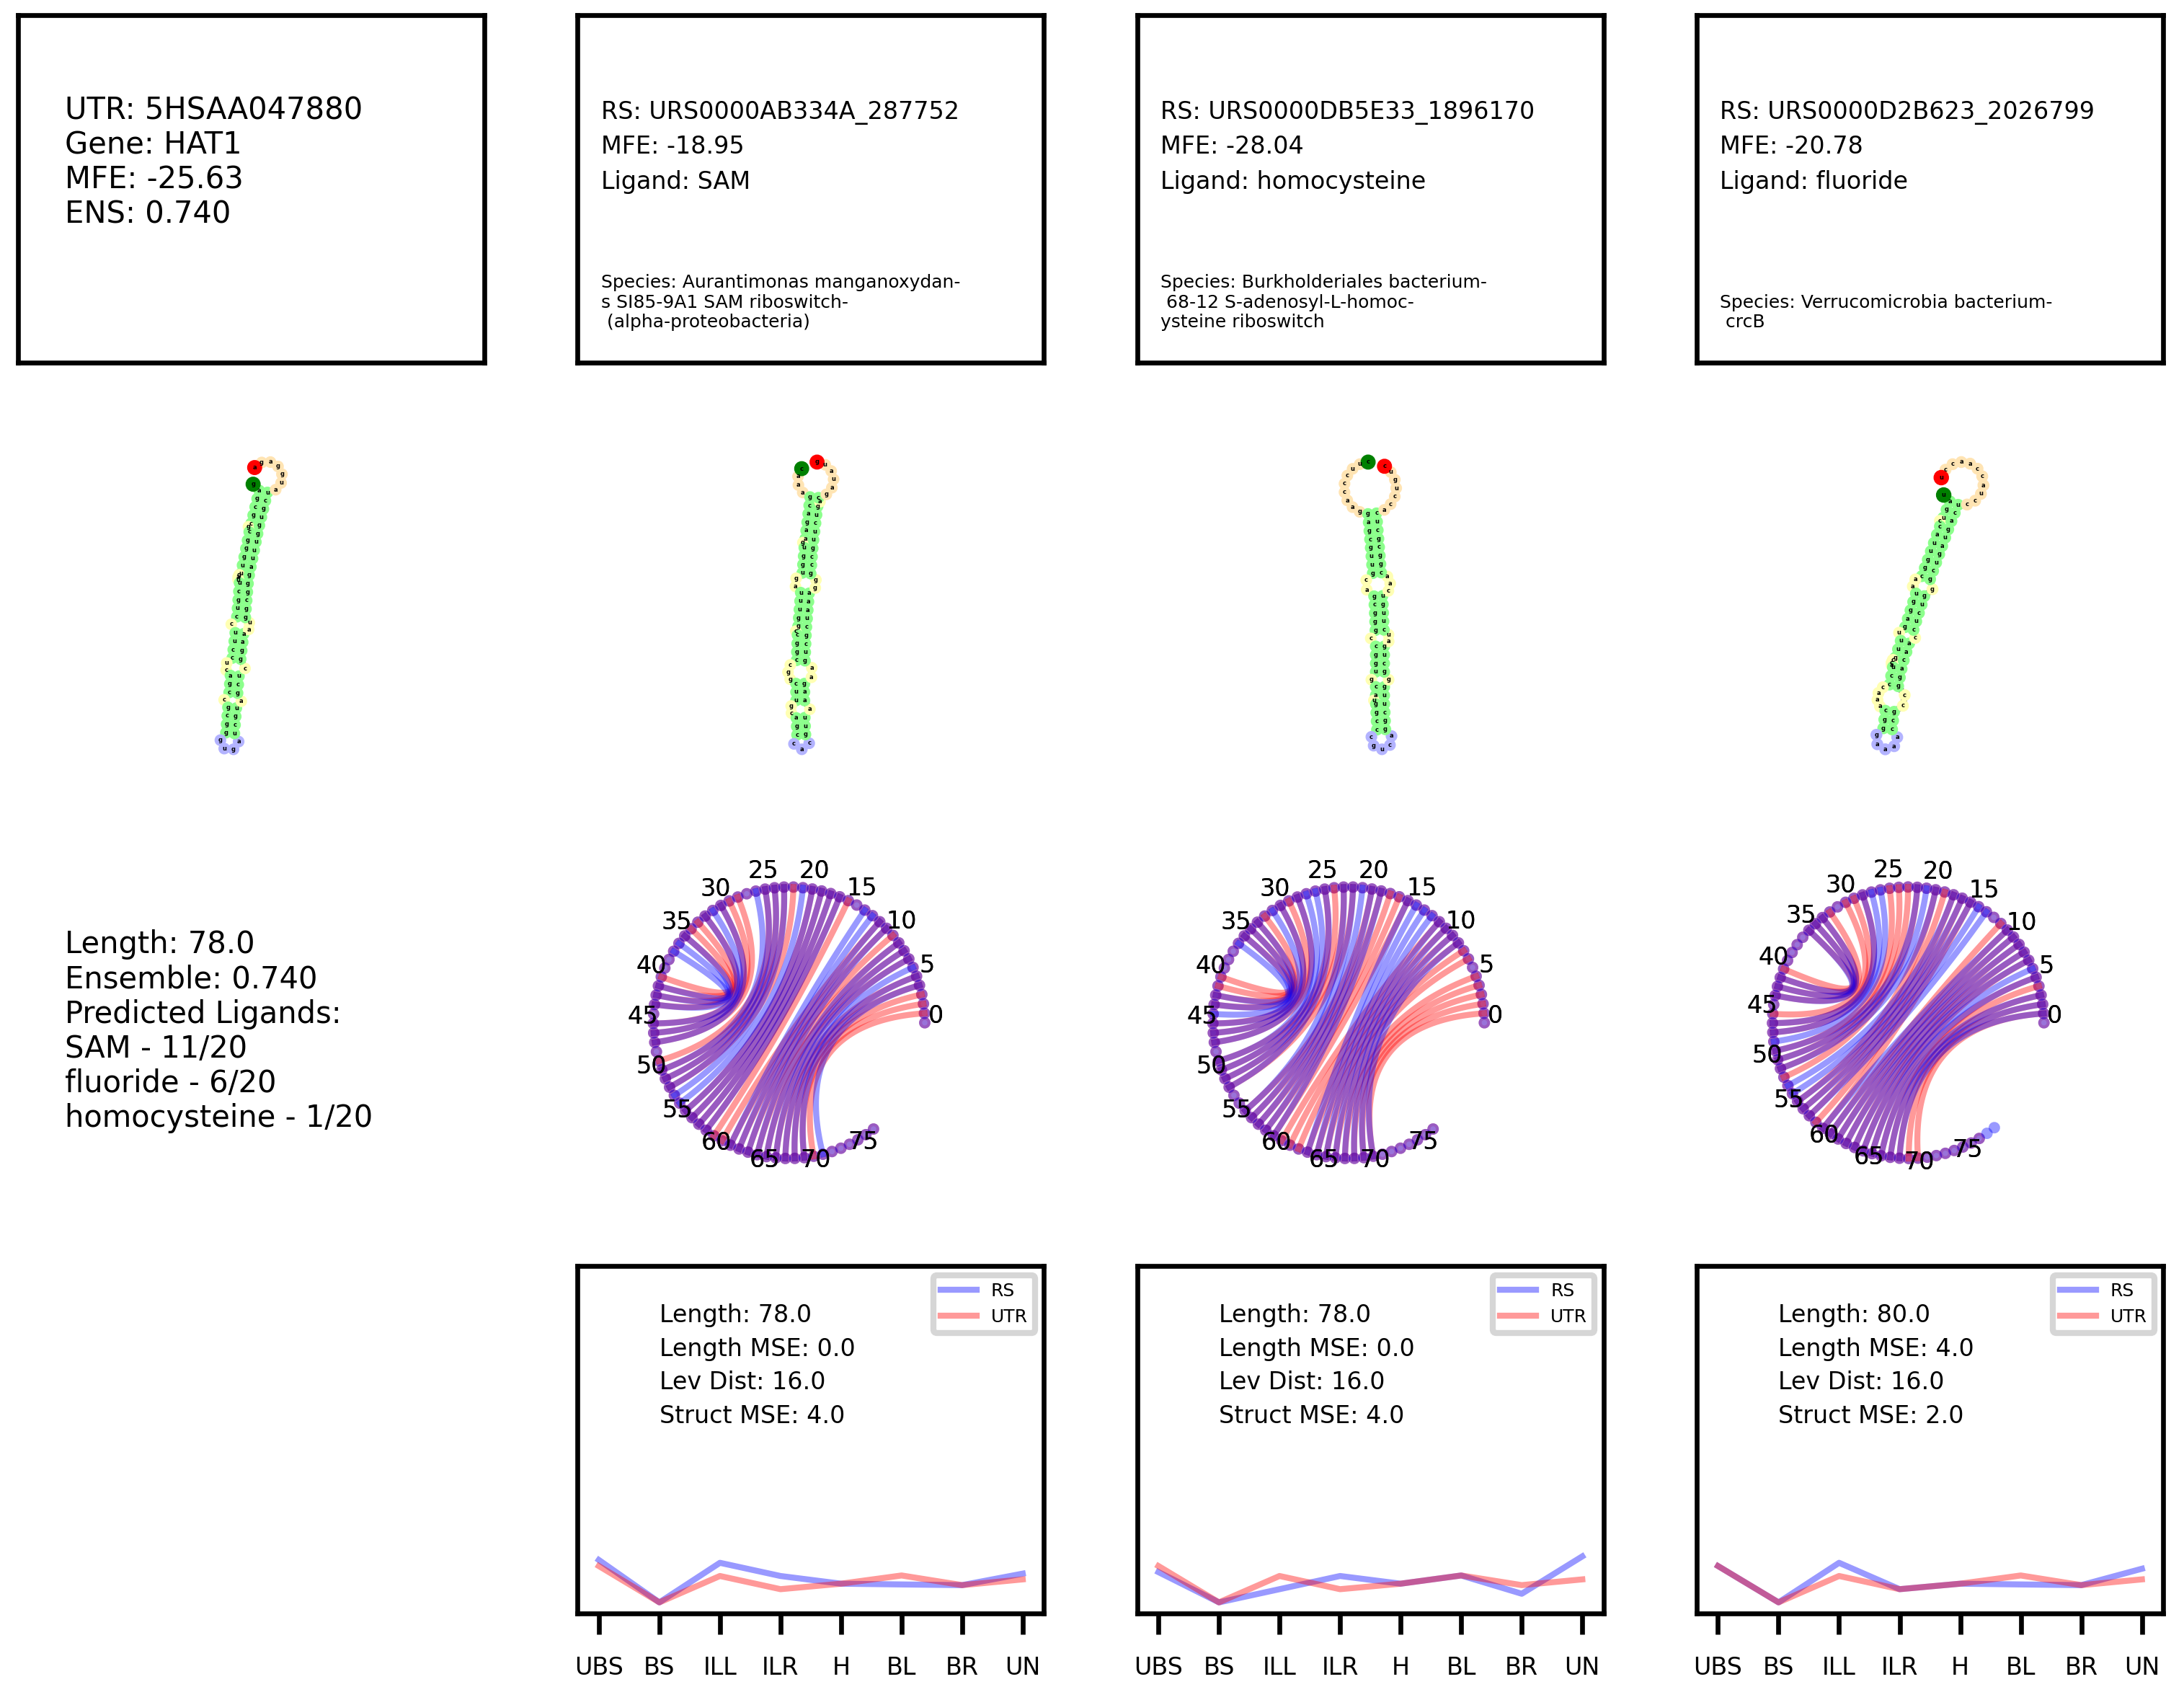 UTR: 5HSAA047880
Gene: HAT1
MFE: -25.63
ENS: 0.740
RS: URS0000AB334A_287752
MFE: -18.95
Ligand: SAM
Species: Aurantimonas manganoxydan-
s SI85-9A1 SAM riboswitch-
(alpha-proteobacteria)
RS: URS0000DB5E33_1896170
MFE: -28.04
Ligand: homocysteine
Species: Burkholderiales bacterium-
68-12 S-adenosyl-L-homoc-
ysteine riboswitch
RS: URS0000D2B623_2026799
MFE: -20.78
Ligand: fluoride
Species: Verrucomicrobia bacterium-
crcB
Length: 78.0
Ensemble: 0.740
Predicted Ligands:
SAM - 11/20
fluoride - 6/20
homocysteine - 1/20
0
5
10
15
20
25
30
35
40
45
50
55
60
65
70
75
0
5
10
15
20
25
30
35
40
45
50
55
60
65
70
75
0
5
10
15
20
25
30
35
40
45
50
55
60
65
70
75
RS
UTR
Length: 78.0
Length MSE: 0.0
Lev Dist: 16.0
Struct MSE: 4.0
UBS BS ILL ILR H BL BR UN
RS
UTR
Length: 78.0
Length MSE: 0.0
Lev Dist: 16.0
Struct MSE: 4.0
UBS BS ILL ILR H BL BR UN
RS
UTR
Length: 80.0
Length MSE: 4.0
Lev Dist: 16.0
Struct MSE: 2.0
UBS BS ILL ILR H BL BR UN